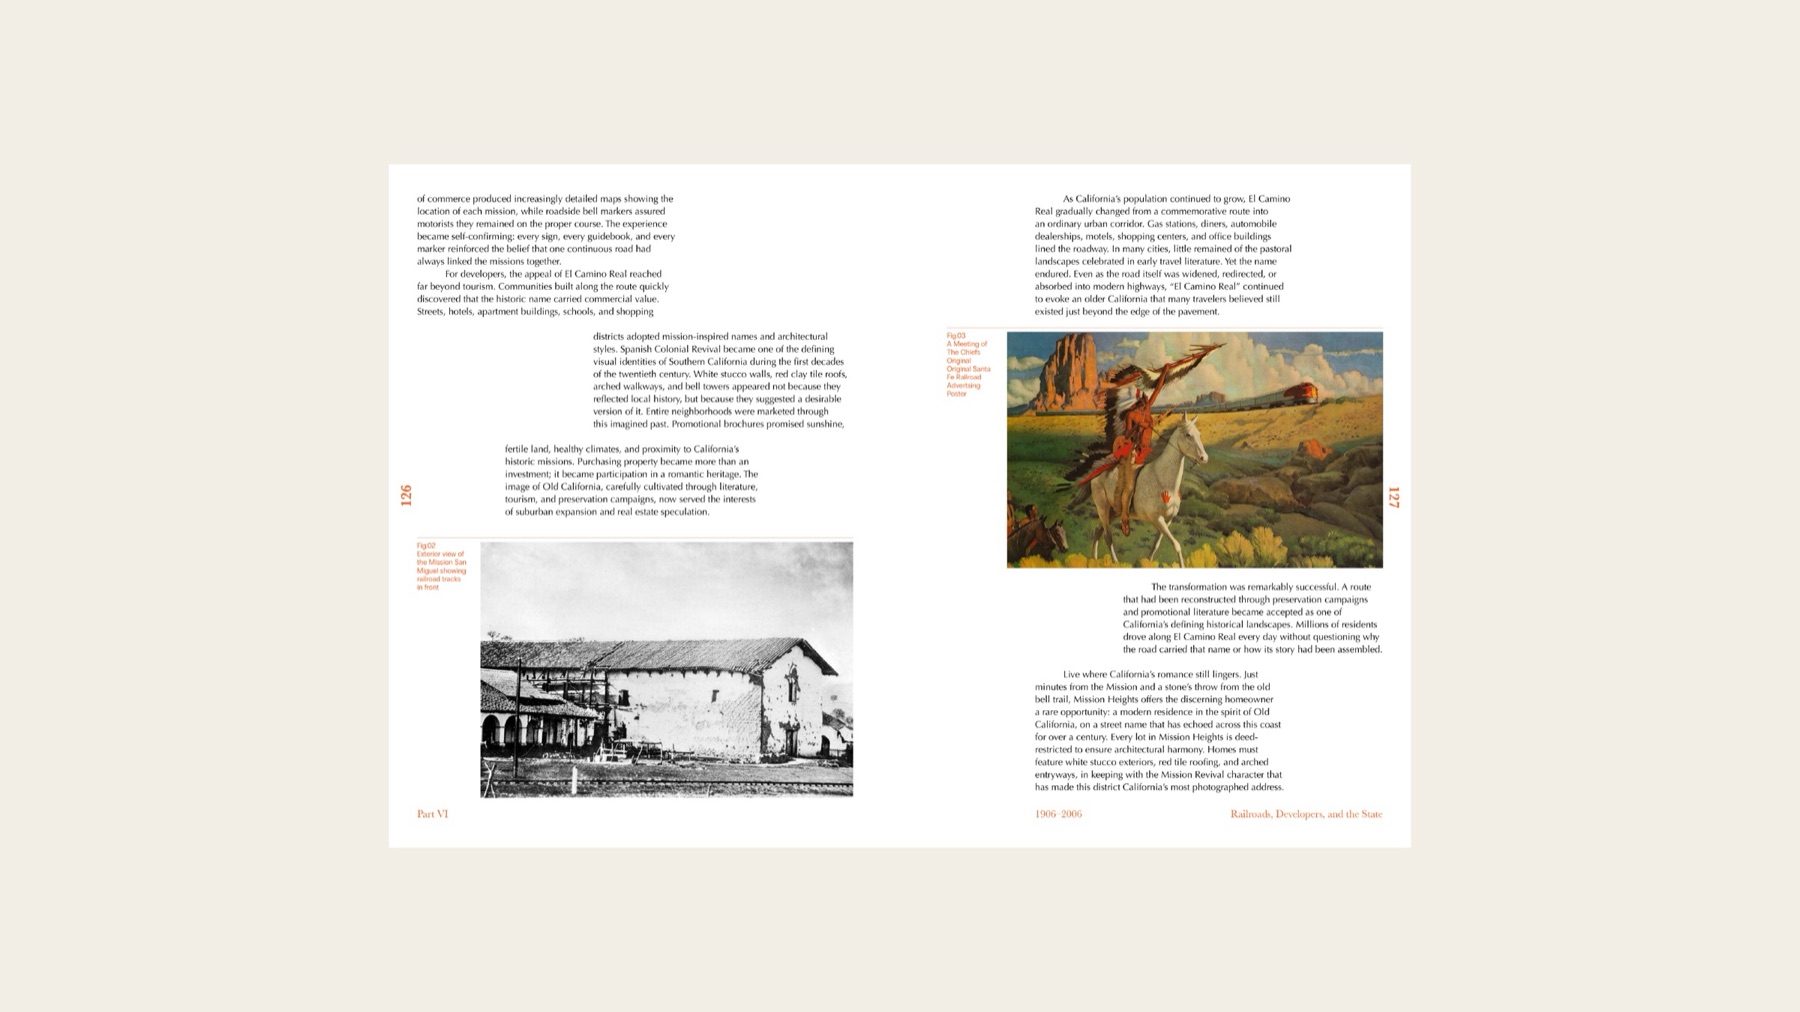 of commerce produced increasingly detailed maps showing the
location of each mission, while roadside bell markers assured
motorists they remained on the proper course. The experience
became self-confirming: every sign, every guidebook, and every
marker reinforced the belief that one continuous road had
always linked the missions together.
For developers, the appeal of El Camino Real reached
far beyond tourism. Communities built along the route quickly
discovered that the historic name carried commercial value.
Streets, hotels, apartment buildings, schools, and shopping
districts adopted mission-inspired names and architectural
styles. Spanish Colonial Revival became one of the defining
visual identities of Southern California during the first decades
of the twentieth century. White stucco walls, red clay tile roofs,
arched walkways, and bell towers appeared not because they
reflected local history, but because they suggested a desirable
version of it. Entire neighborhoods were marketed through
this imagined past. Promotional brochures promised sunshine,
fertile land, healthy climates, and proximity to California's
historic missions. Purchasing property became more than an
investment; it became participation in a romantic heritage. The
image of Old California, carefully cultivated through literature,
tourism, and preservation campaigns, now served the interests
of suburban expansion and real estate speculation.
126
Fig02
Exterior view of
the Mission San
Miguel showing
railroad tracks
in front
Part VI
As California's population continued to grow, El Camino
Real gradually changed from a commemorative route into
an ordinary urban corridor. Gas stations, diners, automobile
dealerships, motels, shopping centers, and office buildings
lined the roadway. In many cities, little remained of the pastoral
landscapes celebrated in early travel literature. Yet the name
endured. Even as the road itself was widened, redirected, or
absorbed into modern highways, "El Camino Real" continued
to evoke an older California that many travelers believed still
existed just beyond the edge of the pavement.
Fig03
A Meeting of
The Chiefs
Original
Original Santa
Fe Railroad
Advertising
Poster
127
The transformation was remarkably successful. A route
that had been reconstructed through preservation campaigns
and promotional literature became accepted as one of
California's defining historical landscapes. Millions of residents
drove along El Camino Real every day without questioning why
the road carried that name or how its story had been assembled.
Live where California's romance still lingers. Just
minutes from the Mission and a stone's throw from the old
bell trail, Mission Heights offers the discerning homeowner
a rare opportunity: a modern residence in the spirit of Old
California, on a street name that has echoed across this coast
for over a century. Every lot in Mission Heights is deed-
restricted to ensure architectural harmony. Homes must
feature white stucco exteriors, red tile roofing, and arched
entryways, in keeping with the Mission Revival character that
has made this district California's most photographed address.
1906–2006
Railroads, Developers, and the State